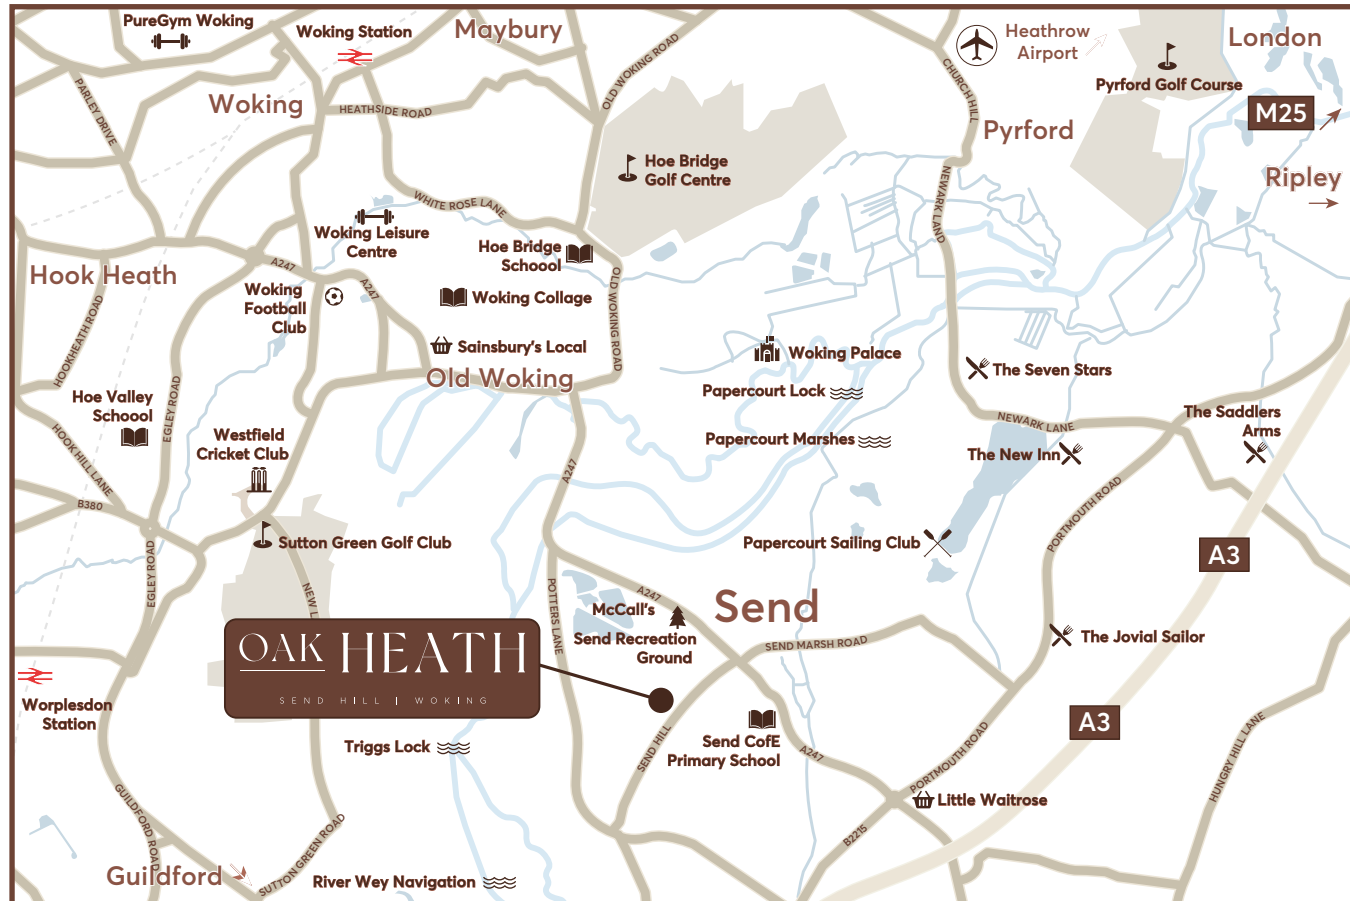 PureGym Woking
Woking Station
Maybury
Heathrow
Airport
London
Pyrford Golf Course
M25
PARLEY DRIVE
Woking
HEATHSIDE ROAD
OLD WOKING ROAD
CHURCH HILL
Pyrford
Hoe Bridge
Golf Centre
Ripley
WHITE ROSE LANE
NEWARK LAND
Woking Leisure
Centre
Hoe Bridge
Schoool
Hook Heath
A247
A247
Woking
Football
Club
Woking Collage
OLD WOKING ROAD
HOOKHEATH ROAD
Sainsbury's Local
Woking Palace
Old Woking
Papercourt Lock
The Seven Stars
Hoe Valley
Schoool
EGLEY ROAD
The Saddlers
Arms
NEWARK LANE
Westfield
Cricket Club
Papercourt Marshes
The New Inn
HOOK HILL LANE
A247
B380
PORTMOUTH ROAD
Sutton Green Golf Club
Papercourt Sailing Club
A3
EGLEY ROAD
NEW L
POTTERS LANE
A247
McCall's
Send
Send Recreation
Ground
SEND MARSH ROAD
The Jovial Sailor
OAK HEATH
SEND HILL | WOKING
Worplesdon
Station
A3
Triggs Lock
SEND HILL
Send CofE
Primary School
A247
PORTMOUTH ROAD
HUNGRY HILL LANE
Little Waitrose
GUILDFORD ROAD
SUTTON GREEN ROAD
B2215
Guildford
River Wey Navigation